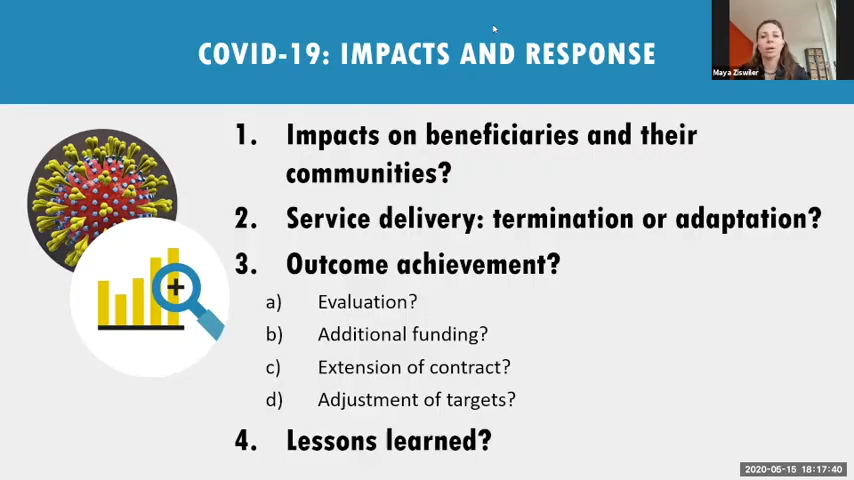 COVID-19: IMPACTS AND RESPONSE
Maya Ziswiler
1. Impacts on beneficiaries and their
communities?
2. Service delivery: termination or adaptation?
3. Outcome achievement?
a) Evaluation?
b) Additional funding?
c) Extension of contract?
d) Adjustment of targets?
4. Lessons learned?
2020-05-15 18:17:40